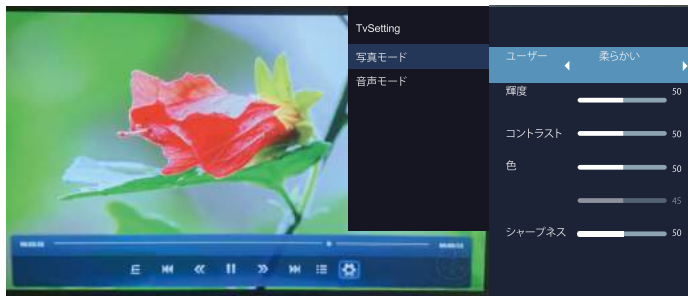 TvSetting
写真モード
音声モード
ユーザー 柔らかい
輝度 50
コントラスト 50
色 50
45
シャープネス 50